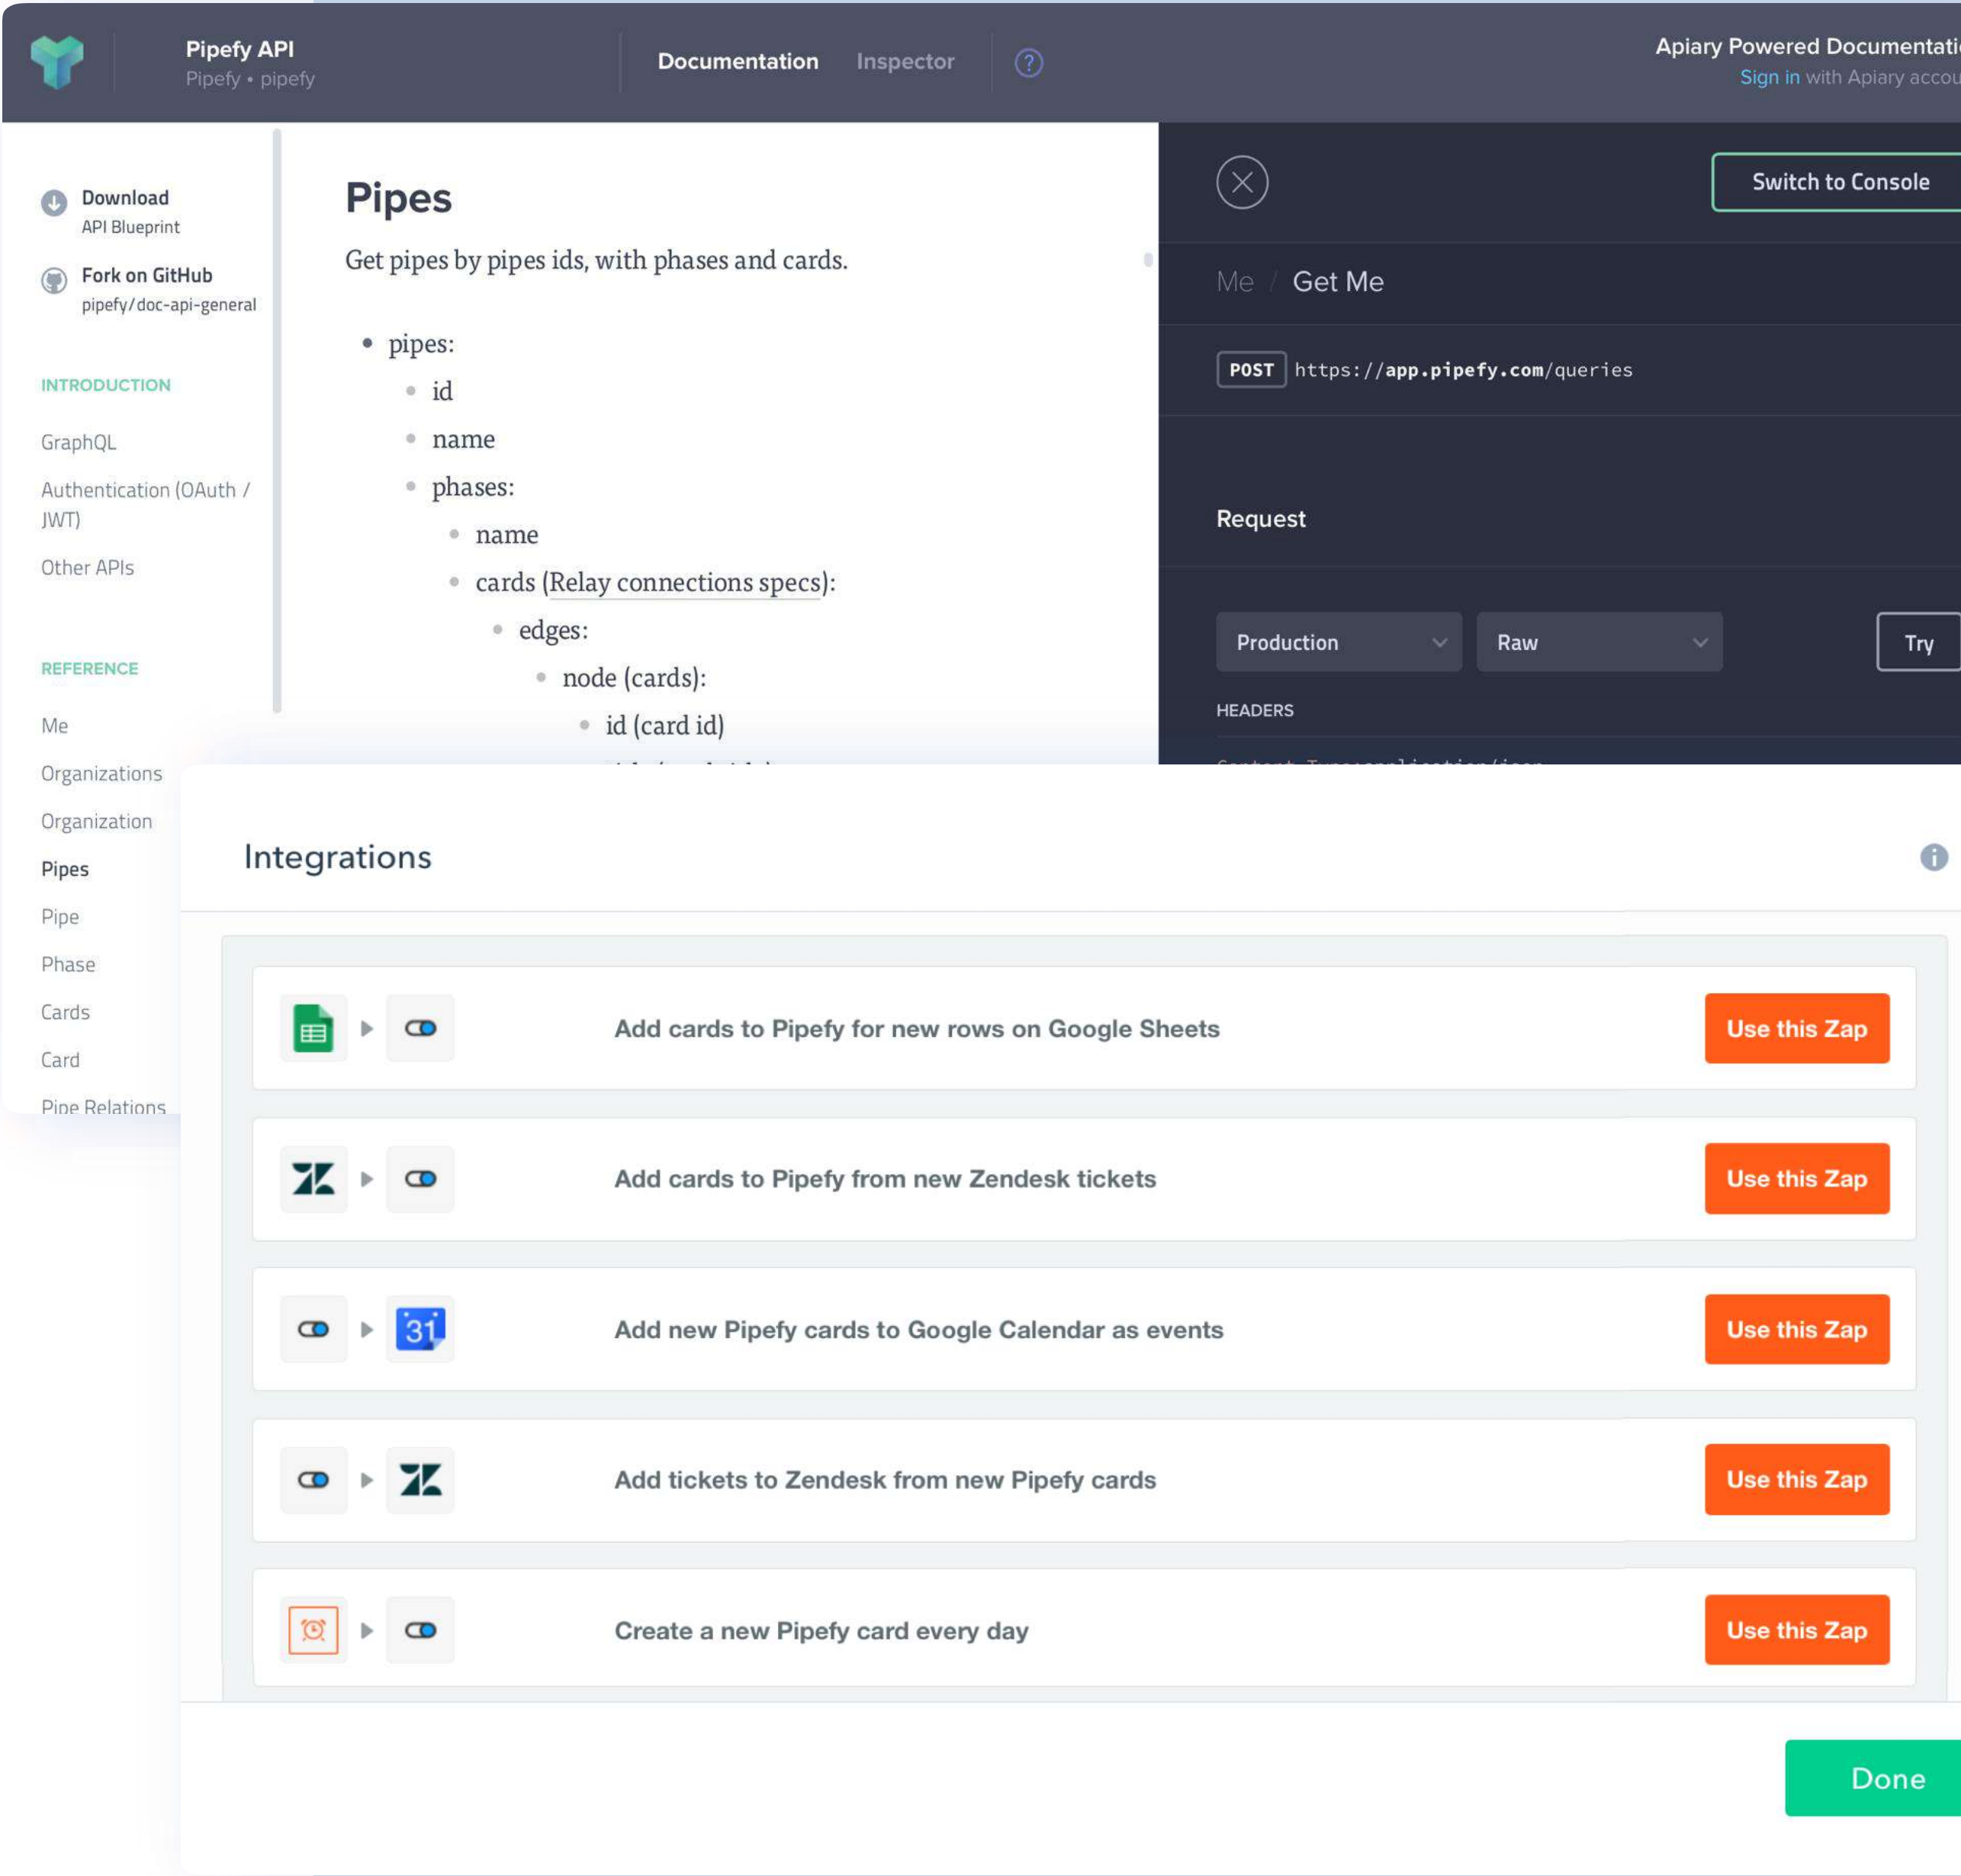 Pipefy API
Pipefy • pipefy
Documentation
Inspector
?
Apiary Powered
Sign in with Apiary
Download
API Blueprint
Fork on GitHub
pipefy/doc-api-general
INTRODUCTION
GraphQL
Authentication (OAuth /
JWT)
Other APIs
REFERENCE
Me
Organizations
Organization
Pipes
Pipe
Phase
Cards
Card
Pipe Relations
Pipes
Get pipes by pipes ids, with phases and cards.
• pipes:
• id
• name
• phases:
• name
• cards (Relay connections specs):
• edges:
• node (cards):
• id (card id)
Switch to Console
Me / Get Me
POST https://app.pipefy.com/queries
Request
Production
Raw
Try
HEADERS
Integrations
Add cards to Pipefy for new rows on Google Sheets
Use this Zap
Add cards to Pipefy from new Zendesk tickets
Use this Zap
31
Add new Pipefy cards to Google Calendar as events
Use this Zap
Add tickets to Zendesk from new Pipefy cards
Use this Zap
Create a new Pipefy card every day
Use this Zap
Done